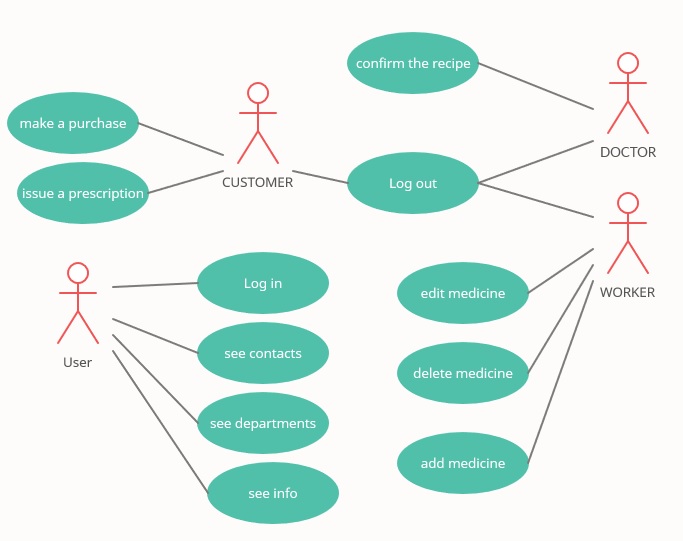 confirm the recipe
make a purchase
DOCTOR
CUSTOMER
issue a prescription
Log out
Log in
edit medicine
WORKER
User
see contacts
delete medicine
see departments
add medicine
see info